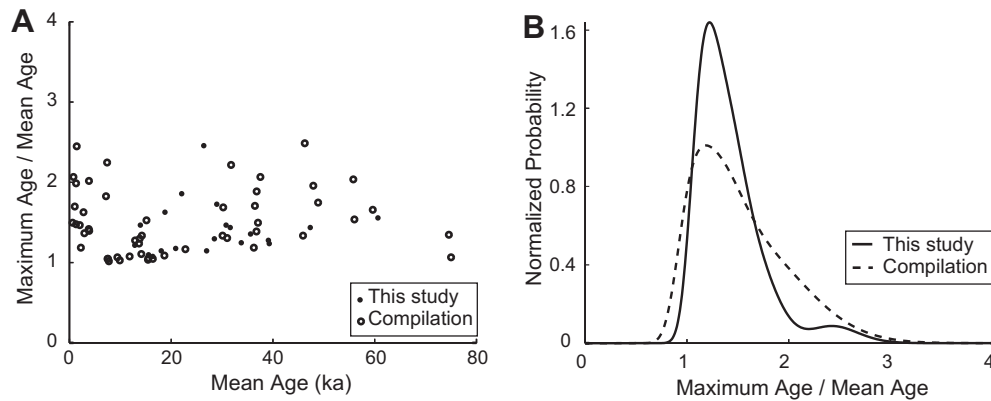 A
4
3
2
1
0
0
20
40
60
80
Maximum Age / Mean Age
Mean Age (ka)
This study
Compilation
B
1.6
1.2
0.8
0.4
0
0
1
2
3
4
Normalized Probability
Maximum Age / Mean Age
This study
Compilation